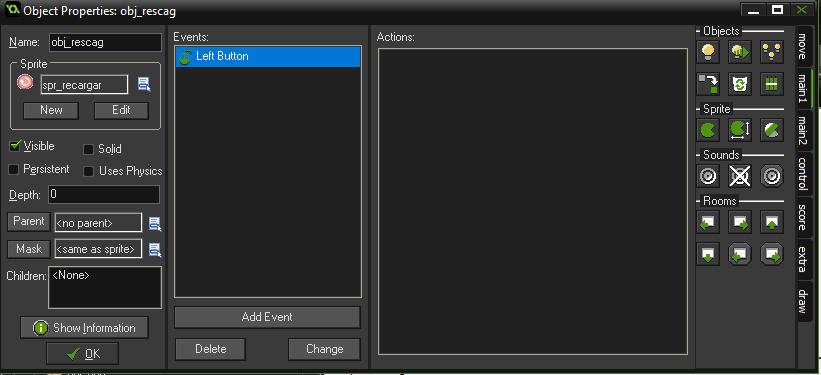 Object Properties: obj_rescag
Name: obj_rescag
Sprite
spr_recargar
New Edit
Visible Solid
Persistent Uses Physics
Depth: 0
Parent <no parent>
Mask <same as sprite>
Children: <None>
Show Information
OK
Events:
Left Button
Add Event
Delete Change
Actions:
Objects
Sprite
Sounds
Rooms
move
main1
main2
control
score
extra
draw